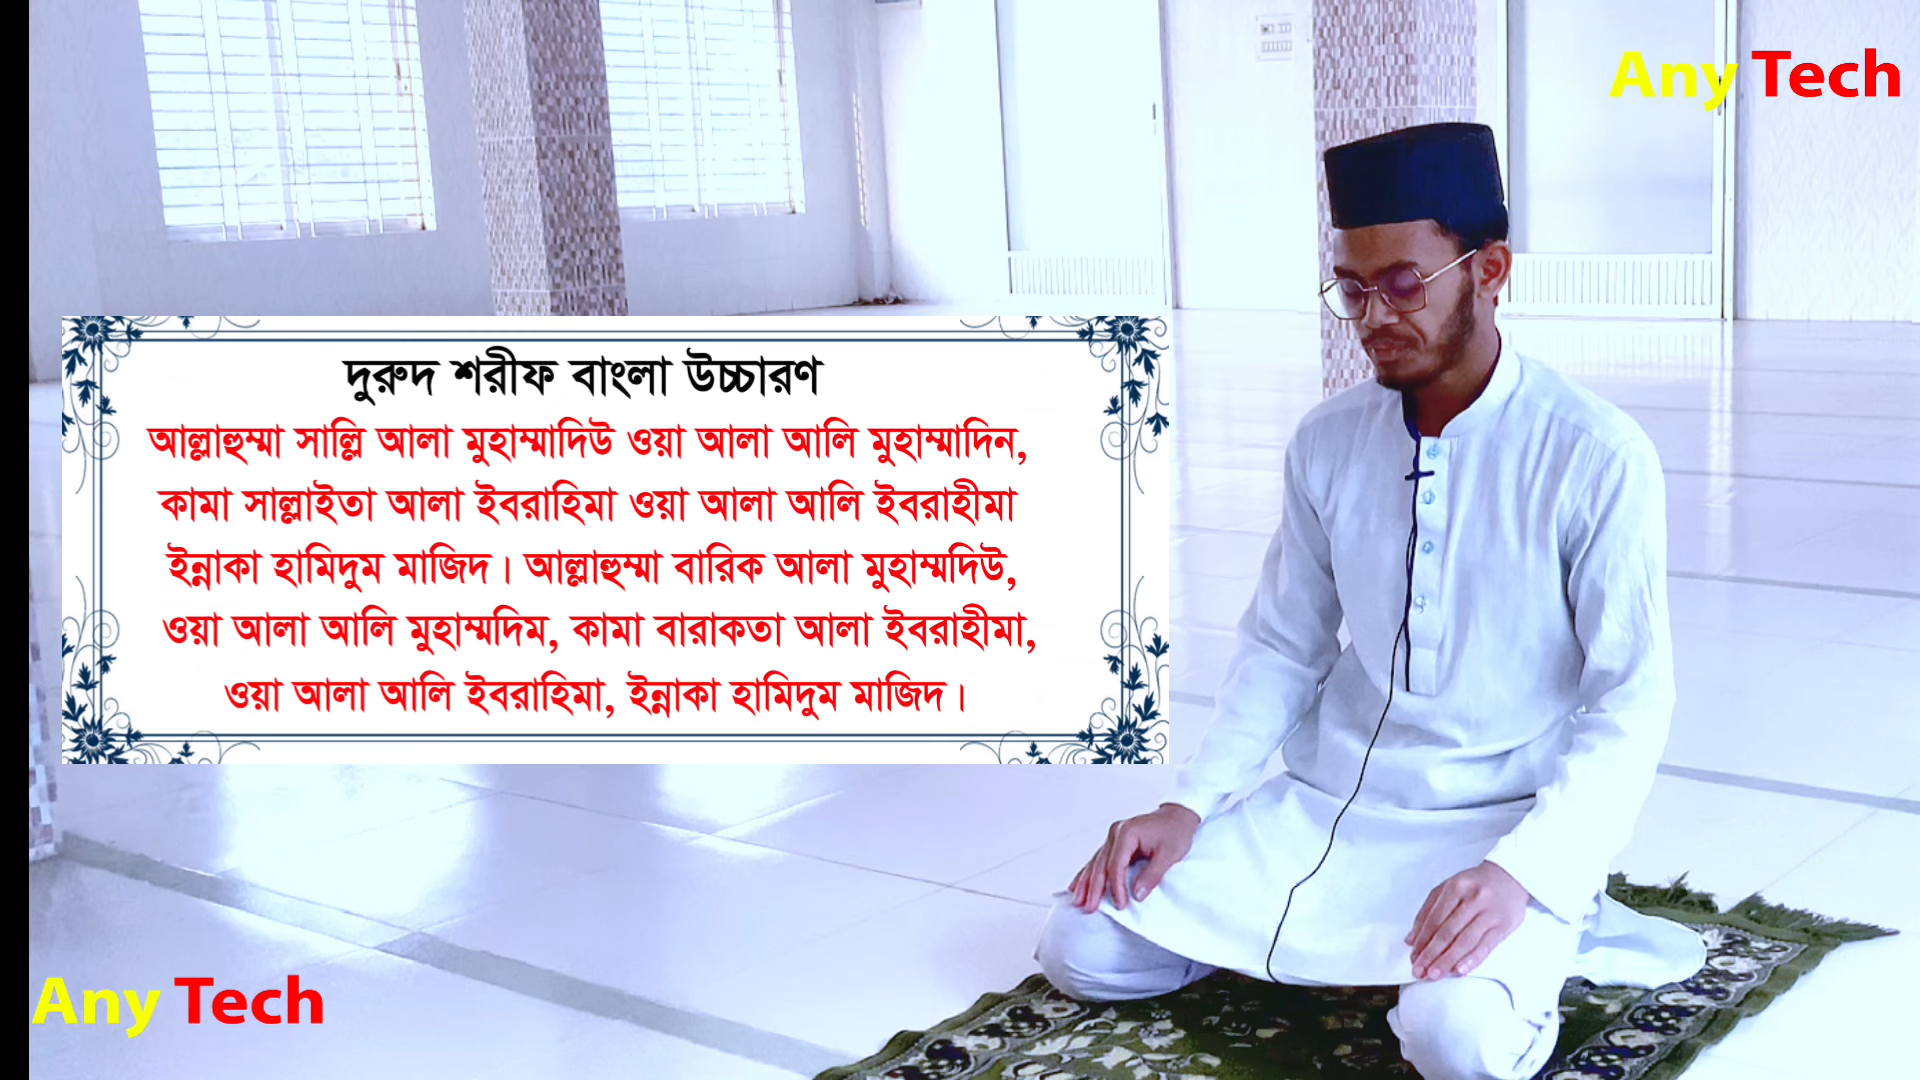 Any Tech
দুরুদ শরীফ বাংলা উচ্চারণ
আল্লাহুম্মা সাল্লি আলা মুহাম্মাদিউ ওয়া আলা আলি মুহাম্মাদিন,
কামা সাল্লাইতা আলা ইবরাহিমা ওয়া আলা আলি ইবরাহীমা
ইন্নাকা হামিদুম মাজিদ। আল্লাহুম্মা বারিক আলা মুহাম্মদিউ,
ওয়া আলা আলি মুহাম্মদিম, কামা বারাকতা আলা ইবরাহীমা,
ওয়া আলা আলি ইবরাহিমা, ইন্নাকা হামিদুম মাজিদ।
Any Tech